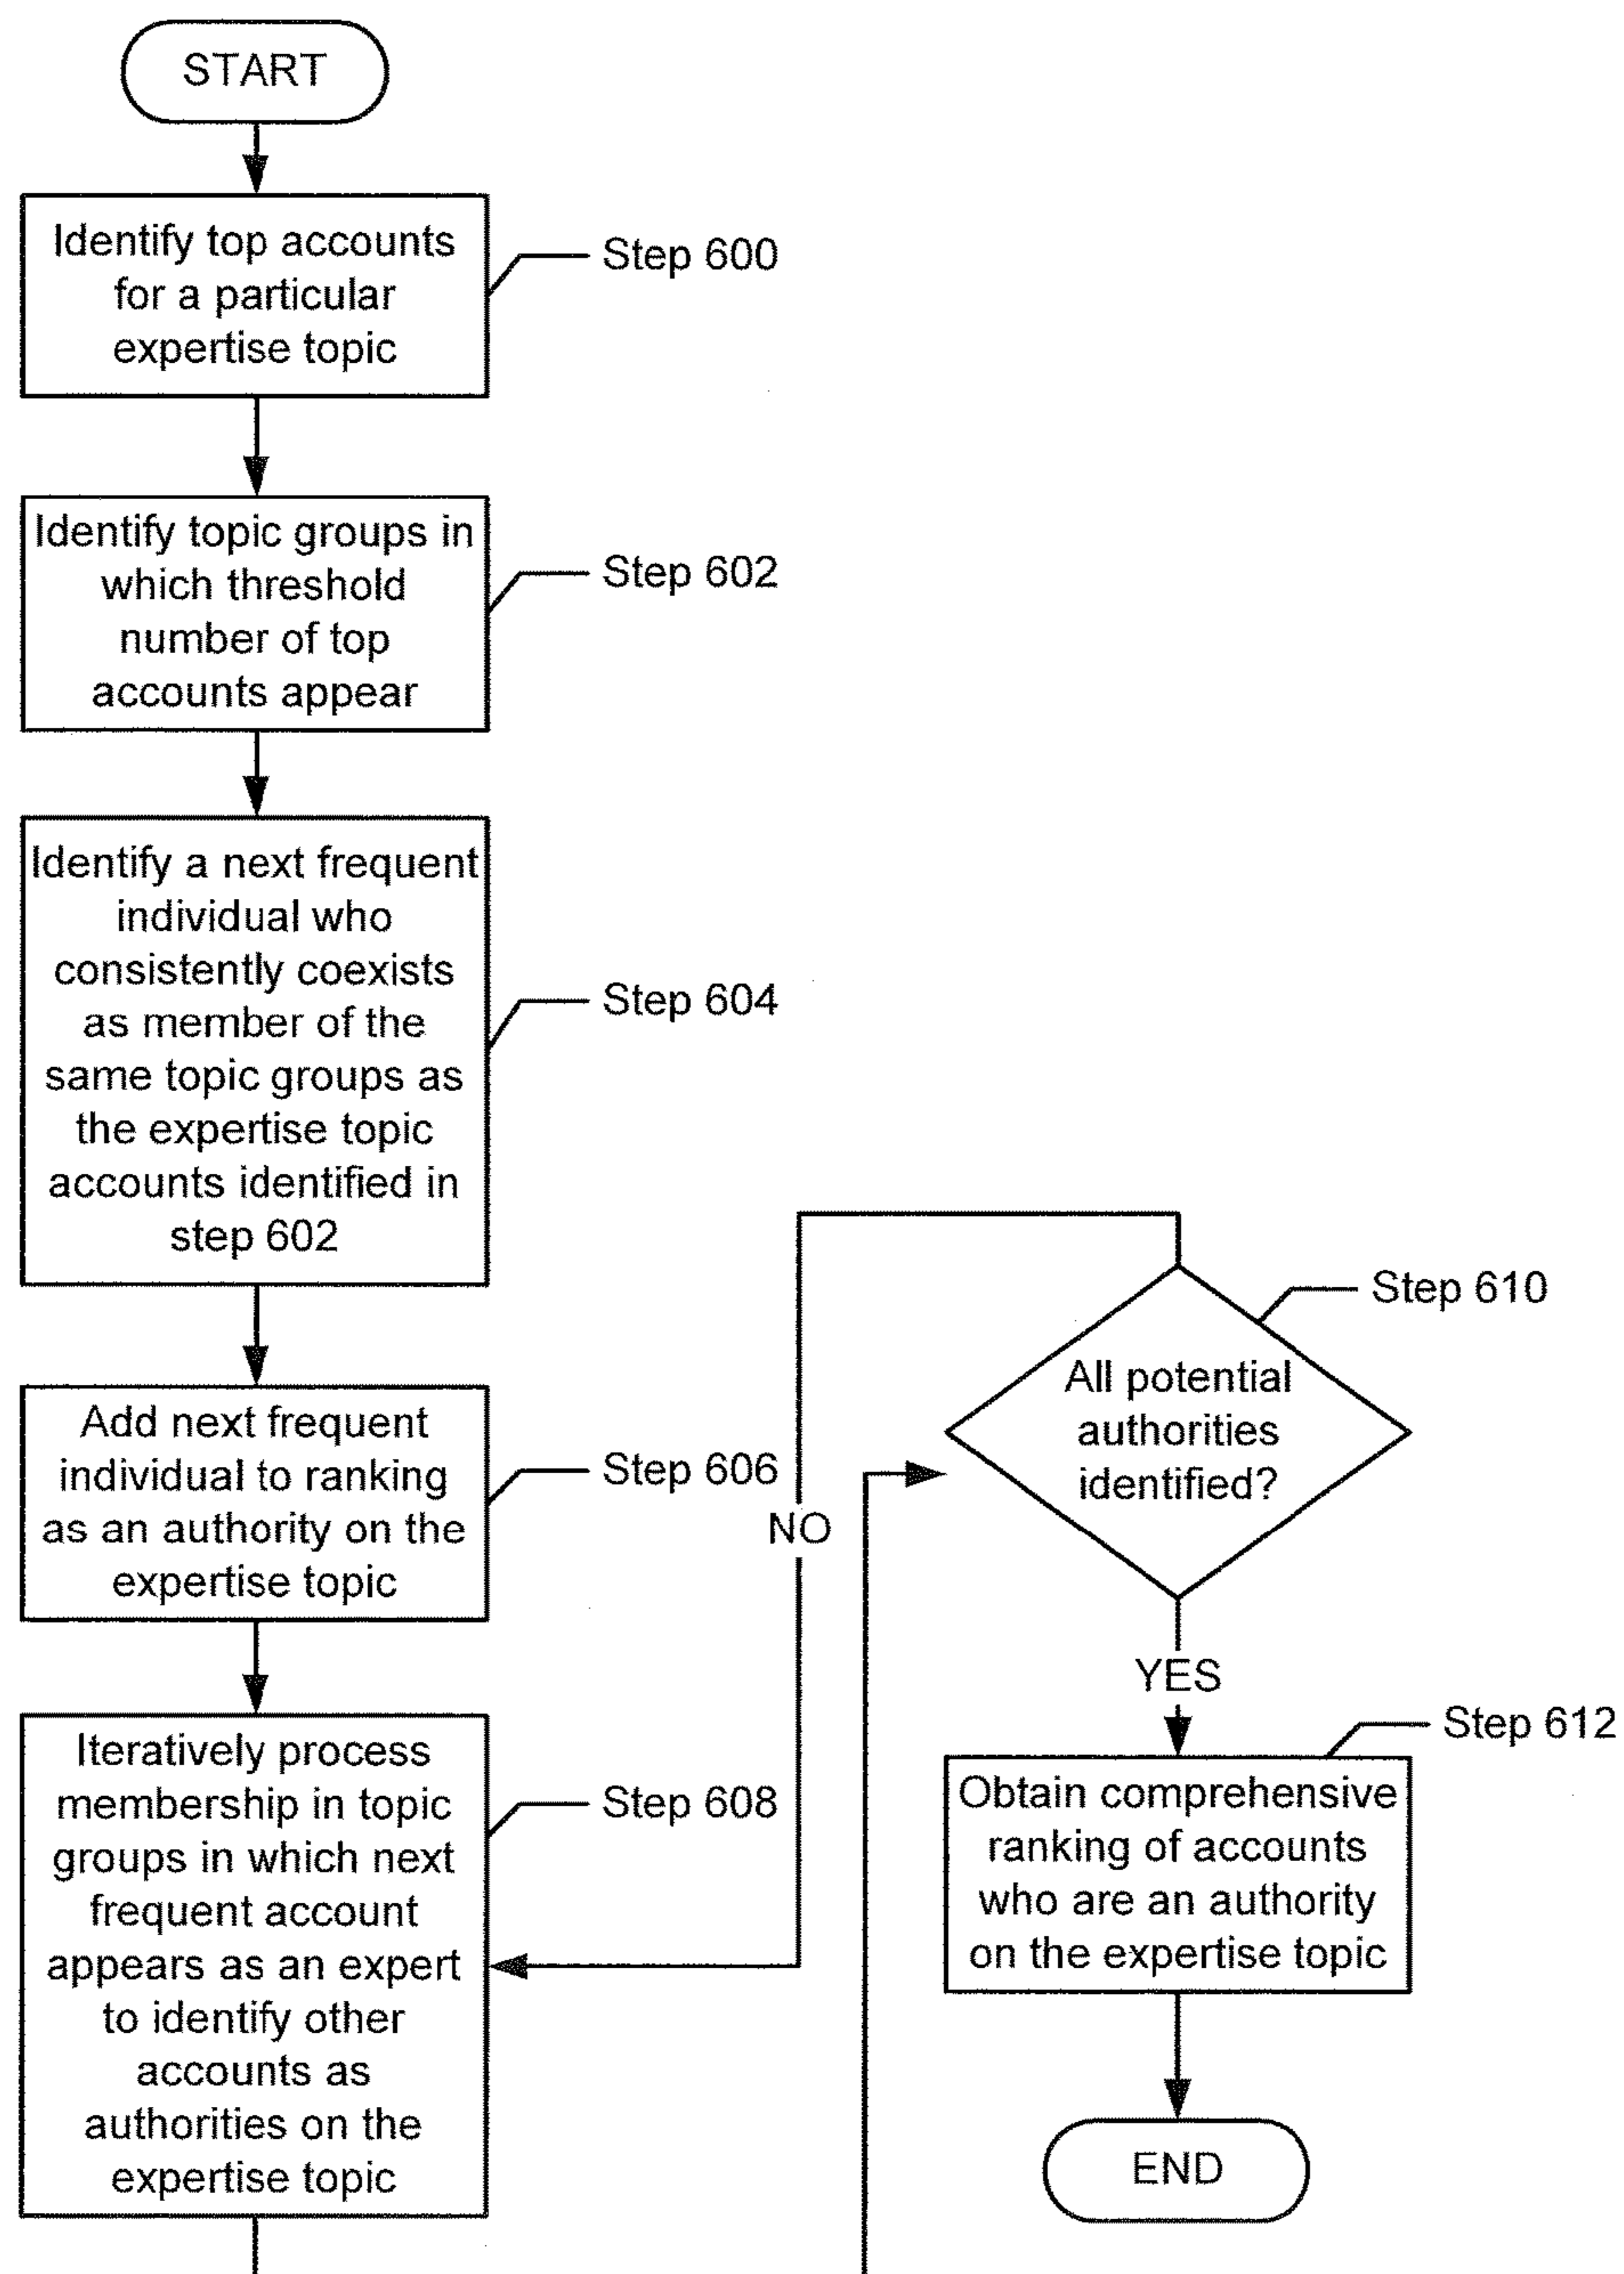 START
Identify top accounts
for a particular
expertise topic
Step 600
Identify topic groups in
which threshold
number of top
accounts appear
Step 602
Identify a next frequent
individual who
consistently coexists
as member of the
same topic groups as
the expertise topic
accounts identified in
step 602
Step 604
Add next frequent
individual to ranking
as an authority on the
expertise topic
Step 606
Iteratively process
membership in topic
groups in which next
frequent account
appears as an expert
to identify other
accounts as
authorities on the
expertise topic
Step 608
NO
All potential
authorities
identified?
Step 610
YES
Obtain comprehensive
ranking of accounts
who are an authority
on the expertise topic
Step 612
END